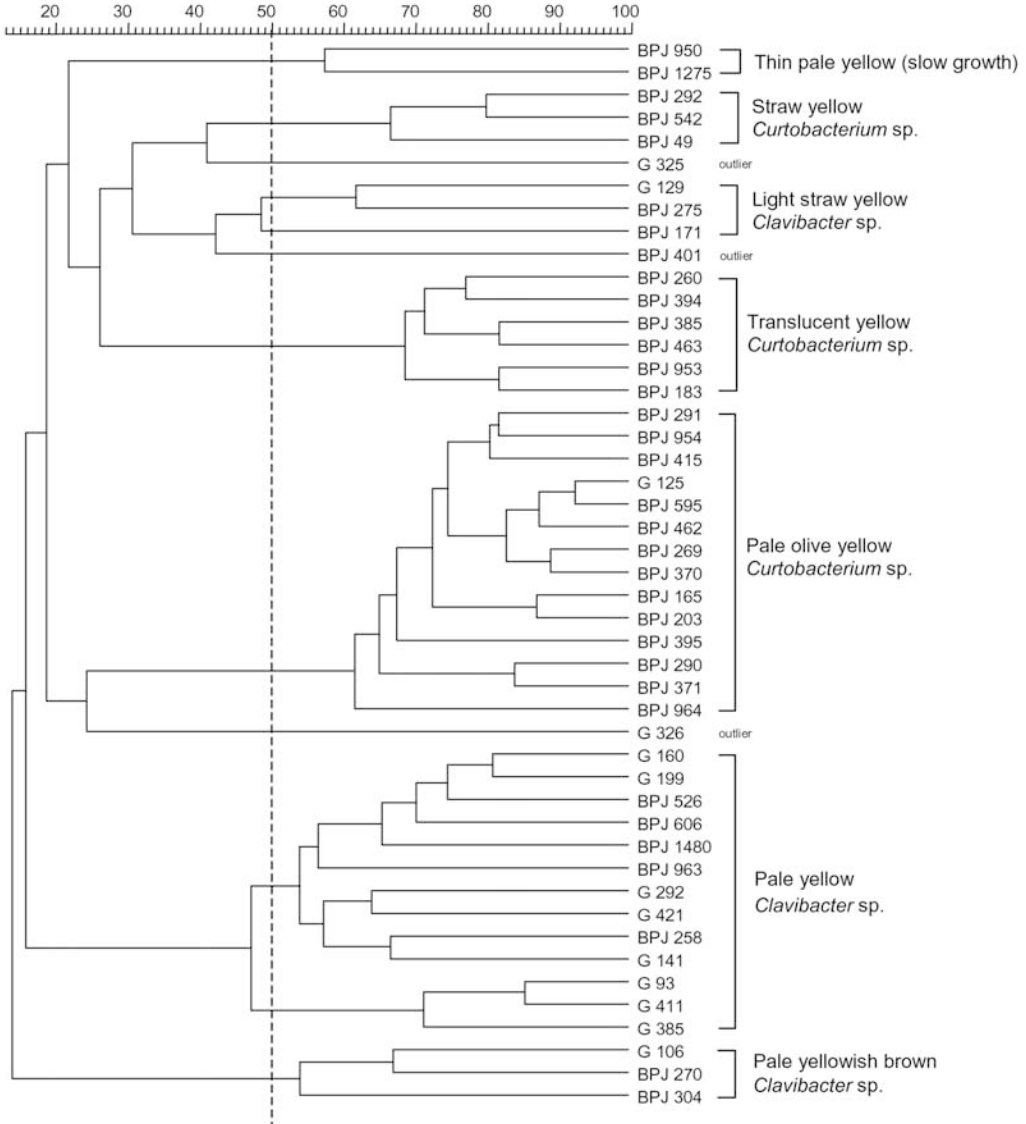 20 30 40 50 60 70 80 90 100
BPJ 950
BPJ 1275
Thin pale yellow (slow growth)
BPJ 292
BPJ 542
BPJ 49
Straw yellow
Curtobacterium sp.
G 325 outlier
G 129
BPJ 275
BPJ 171
Light straw yellow
Clavibacter sp.
BPJ 401 outlier
BPJ 260
BPJ 394
BPJ 385
BPJ 463
BPJ 953
BPJ 183
Translucent yellow
Curtobacterium sp.
BPJ 291
BPJ 954
BPJ 415
G 125
BPJ 595
BPJ 462
BPJ 269
BPJ 370
BPJ 165
BPJ 203
BPJ 395
BPJ 290
BPJ 371
BPJ 964
Pale olive yellow
Curtobacterium sp.
G 326 outlier
G 160
G 199
BPJ 526
BPJ 606
BPJ 1480
BPJ 963
G 292
G 421
BPJ 258
G 141
G 93
G 411
G 385
Pale yellow
Clavibacter sp.
G 106
BPJ 270
BPJ 304
Pale yellowish brown
Clavibacter sp.